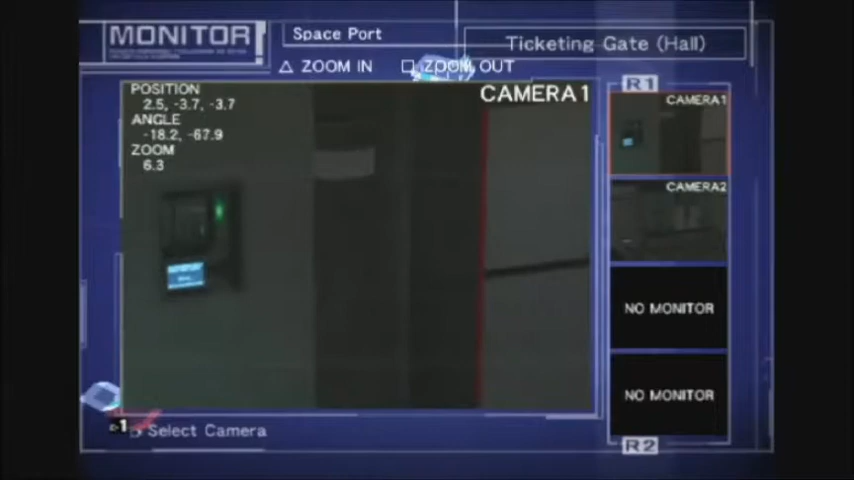 MONITOR
Space Port
Ticketing Gate (Hall)
△ ZOOM IN □ ZOOM OUT
POSITION
2.5, -3.7, -3.7
ANGLE
-18.2, -67.9
ZOOM
6.3
CAMERA1
R1
CAMERA1
CAMERA2
NO MONITOR
NO MONITOR
R2
1
Select Camera